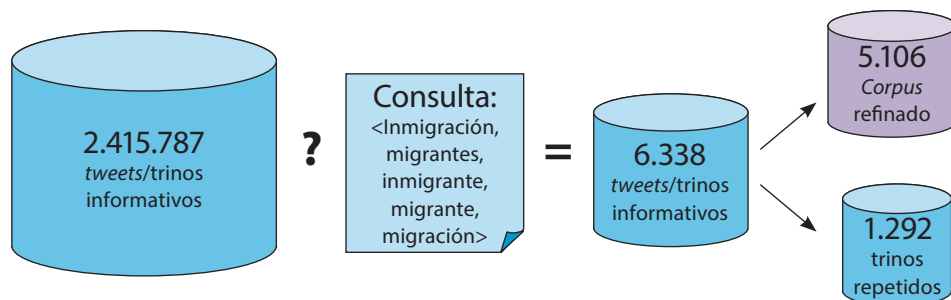 2.415.787
tweets/trinos
informativos
?
Consulta:
<Inmigración,
migrantes,
inmigrante,
migrante,
migración>
=
6.338
tweets/trinos
informativos
5.106
Corpus
refinado
1.292
trinos
repetidos